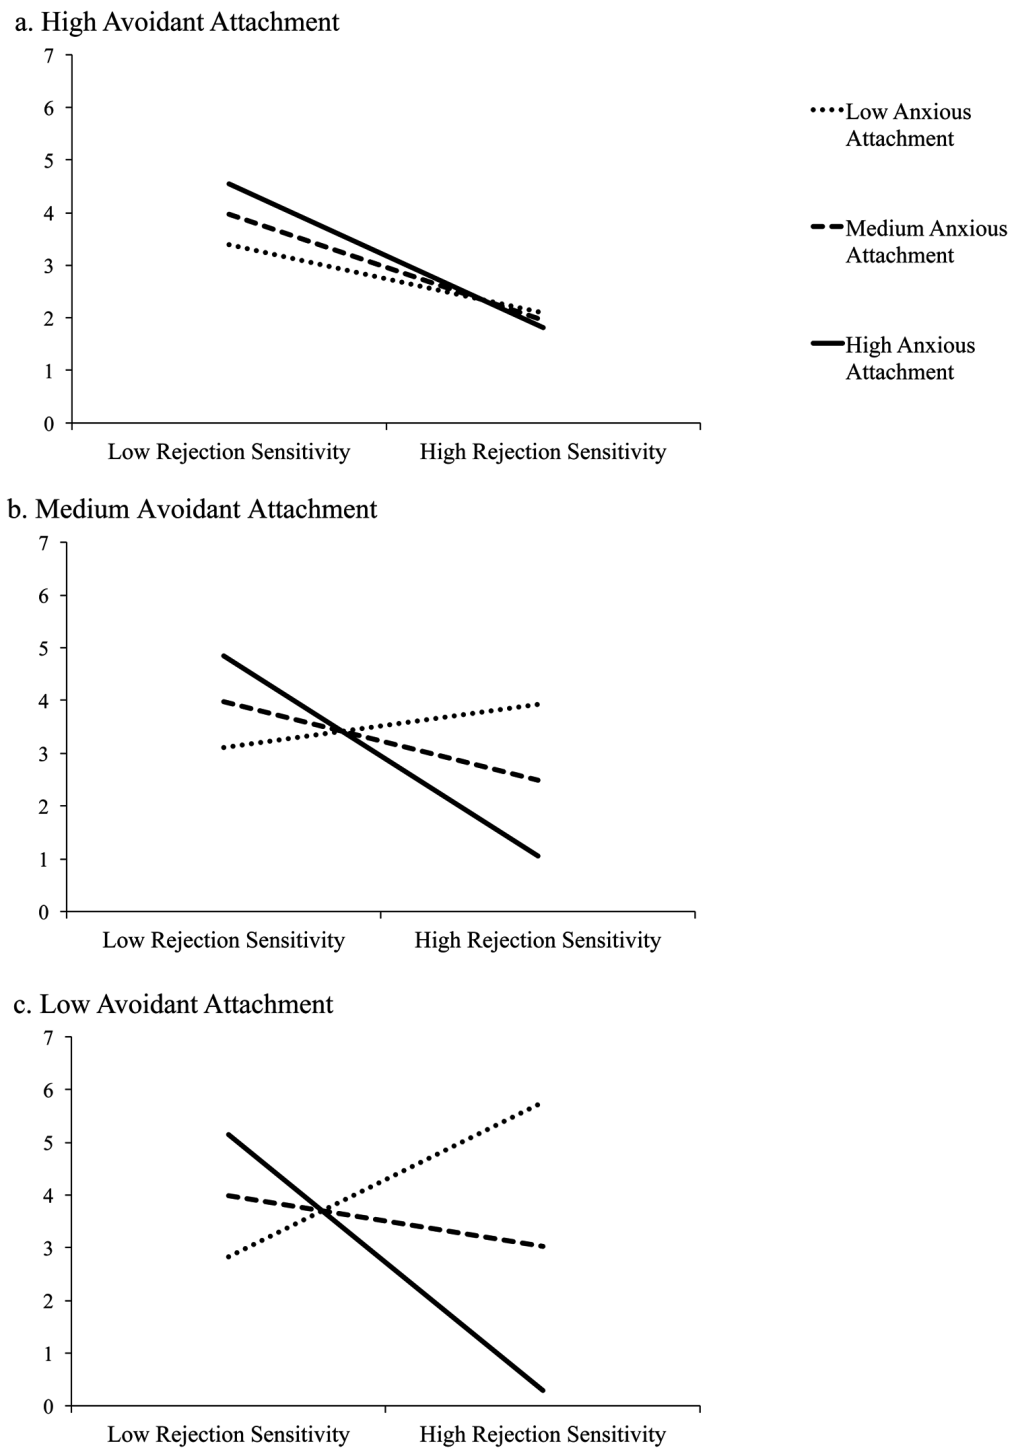 a. High Avoidant Attachment
7
6
5
4
3
2
1
0
Low Rejection Sensitivity
High Rejection Sensitivity
Low Anxious
Attachment
Medium Anxious
Attachment
High Anxious
Attachment
b. Medium Avoidant Attachment
7
6
5
4
3
2
1
0
Low Rejection Sensitivity
High Rejection Sensitivity
c. Low Avoidant Attachment
7
6
5
4
3
2
1
0
Low Rejection Sensitivity
High Rejection Sensitivity